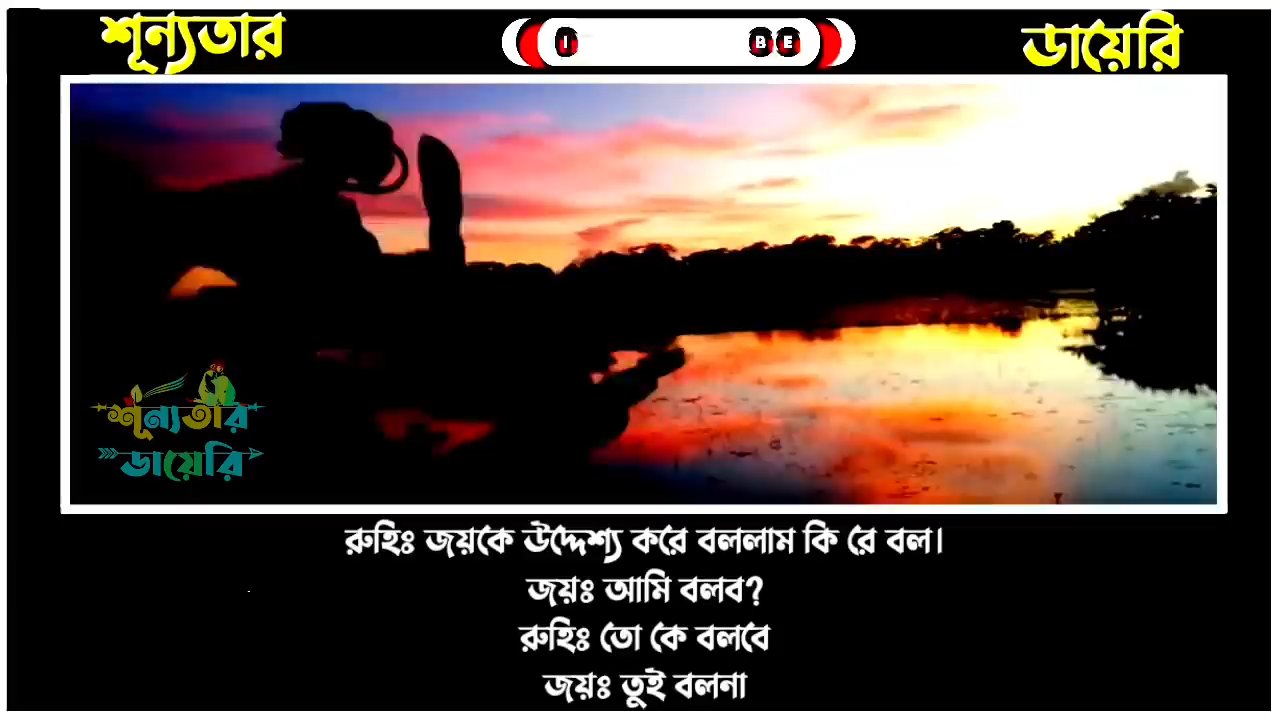 শূন্যতার
ডায়েরি
I
B E
শূন্যতার
ডায়েরি
রুহিঃ জয়কে উদ্দেশ্য করে বললাম কি রে বল।
জয়ঃ আমি বলব?
রুহিঃ তো কে বলবে
জয়ঃ তুই বলনা